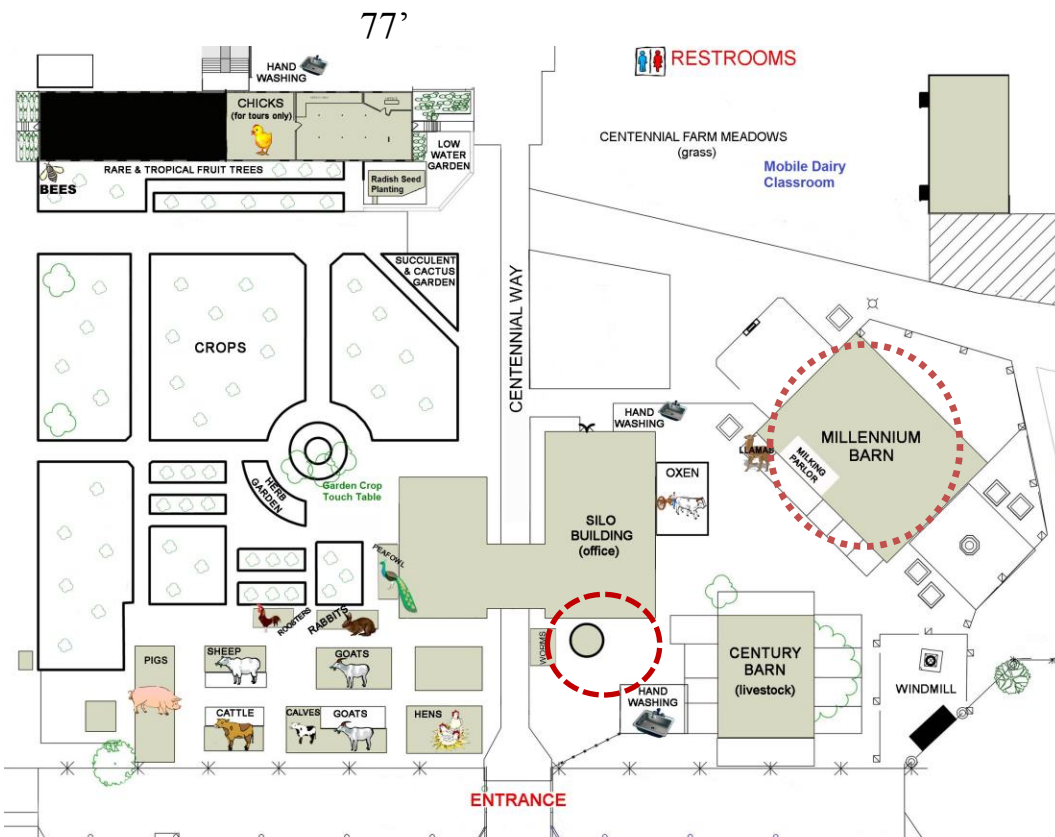 77’
HAND
WASHING
RESTROOMS
CHICKS
(for tours only)
CENTENNIAL FARM MEADOWS
(grass)
LOW
WATER
GARDEN
Mobile Dairy
Classroom
RARE & TROPICAL FRUIT TREES
BEES
Radish Seed
Planting
SUCCULENT
& CACTUS
GARDEN
CENTENNIAL WAY
CROPS
HAND
WASHING
MILLENNIUM
BARN
LLAMAS
MILKING
PARLOR
OXEN
HERB
GARDEN
Garden Crop
Touch Table
SILO
BUILDING
(office)
PEAFOWL
ROOSTERS
RABBITS
WORMS
PIGS
SHEEP
GOATS
CENTURY
BARN
(livestock)
WINDMILL
HAND
WASHING
CATTLE
CALVES
GOATS
HENS
ENTRANCE